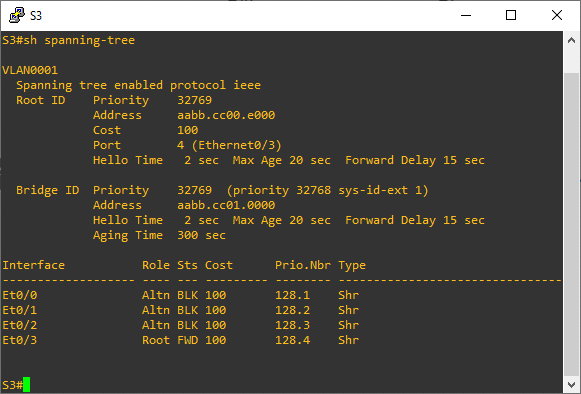 S3
S3#sh spanning-tree
VLAN0001
  Spanning tree enabled protocol ieee
  Root ID    Priority    32769
             Address     aabb.cc00.e000
             Cost        100
             Port        4 (Ethernet0/3)
             Hello Time   2 sec  Max Age 20 sec  Forward Delay 15 sec
  Bridge ID  Priority    32769  (priority 32768 sys-id-ext 1)
             Address     aabb.cc01.0000
             Hello Time   2 sec  Max Age 20 sec  Forward Delay 15 sec
             Aging Time  300 sec
Interface           Role Sts Cost      Prio.Nbr Type
------------------- ---- --- --------- -------- --------------------------------
Et0/0               Altn BLK 100       128.1    Shr
Et0/1               Altn BLK 100       128.2    Shr
Et0/2               Altn BLK 100       128.3    Shr
Et0/3               Root FWD 100       128.4    Shr
S3#